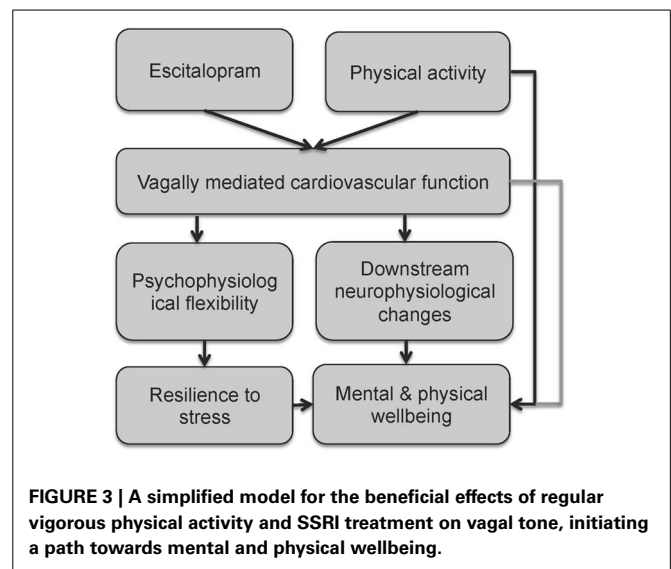 Escitalopram
Physical activity
Vagally mediated cardiovascular function
Psychophysiolog
ical flexibility
Downstream
neurophysiological
changes
Resilience to
stress
Mental & physical
wellbeing
FIGURE 3 | A simplified model for the beneficial effects of regular
vigorous physical activity and SSRI treatment on vagal tone, initiating
a path towards mental and physical wellbeing.